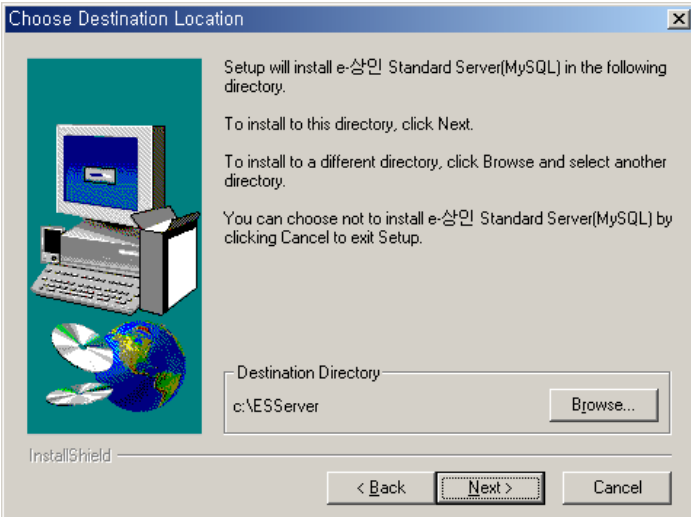 Choose Destination Location
Setup will install e-상인 Standard Server(MySQL) in the following
directory.
To install to this directory, click Next.
To install to a different directory, click Browse and select another
directory.
You can choose not to install e-상인 Standard Server(MySQL) by
clicking Cancel to exit Setup.
Destination Directory
c:\ESServer
Browse...
InstallShield
< Back
Next >
Cancel